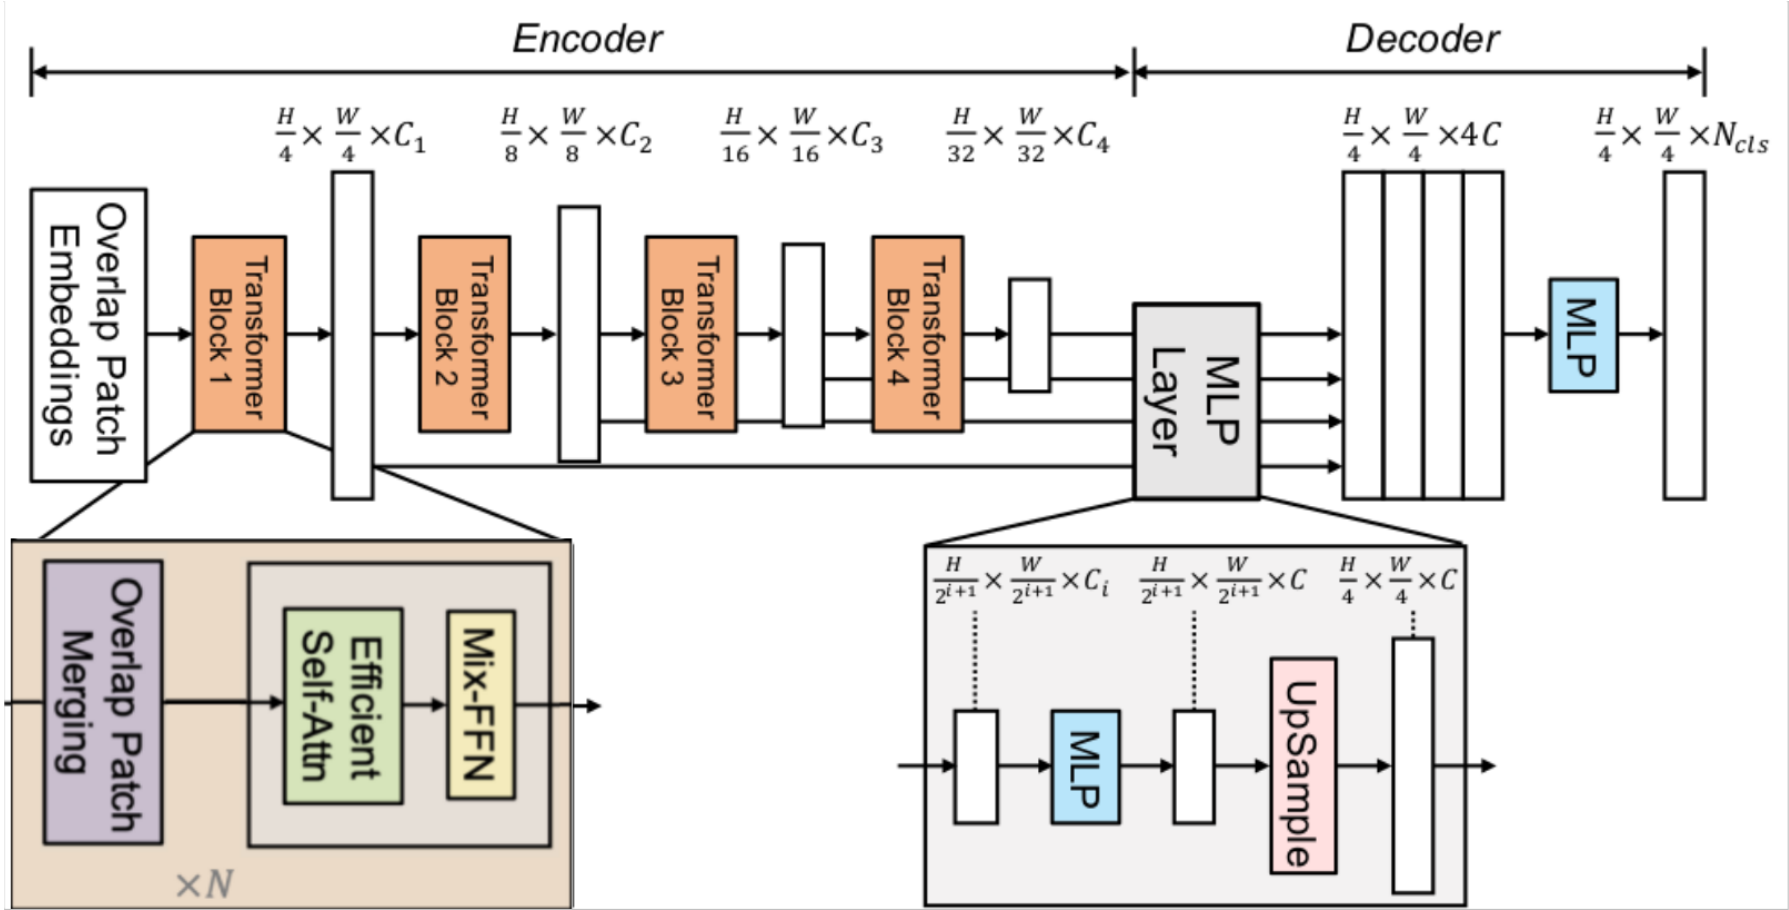 Encoder
Decoder
H/4 × W/4 ×C₁
H/8 × W/8 ×C₂
H/16 × W/16 ×C₃
H/32 × W/32 ×C₄
H/4 × W/4 ×4C
H/4 × W/4 ×N_cls
Overlap Patch
Embeddings
Transformer
Block 1
Transformer
Block 2
Transformer
Block 3
Transformer
Block 4
MLP
Layer
MLP
Overlap Patch
Merging
Efficient
Self-Attn
Mix-FFN
×N
H/2^{i+1} × W/2^{i+1} ×C_i
H/2^{i+1} × W/2^{i+1} ×C
H/4 × W/4 ×C
MLP
UpSample